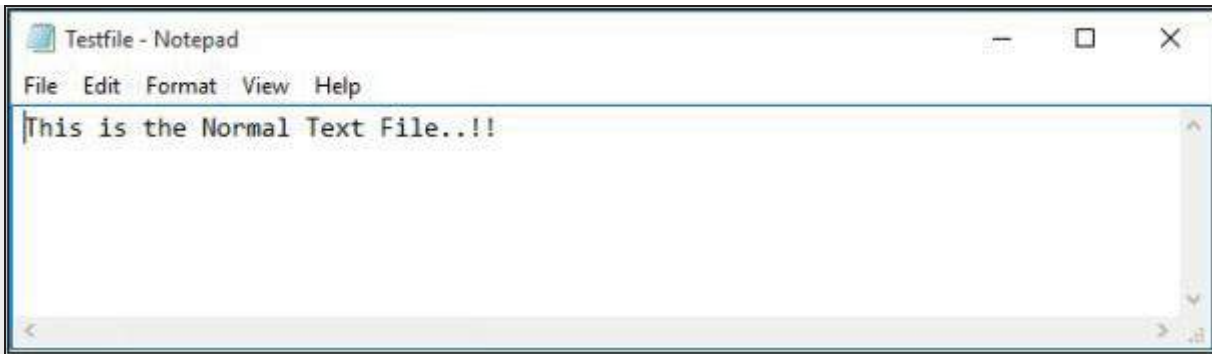 Testfile - Notepad
File Edit Format View Help
This is the Normal Text File..!!